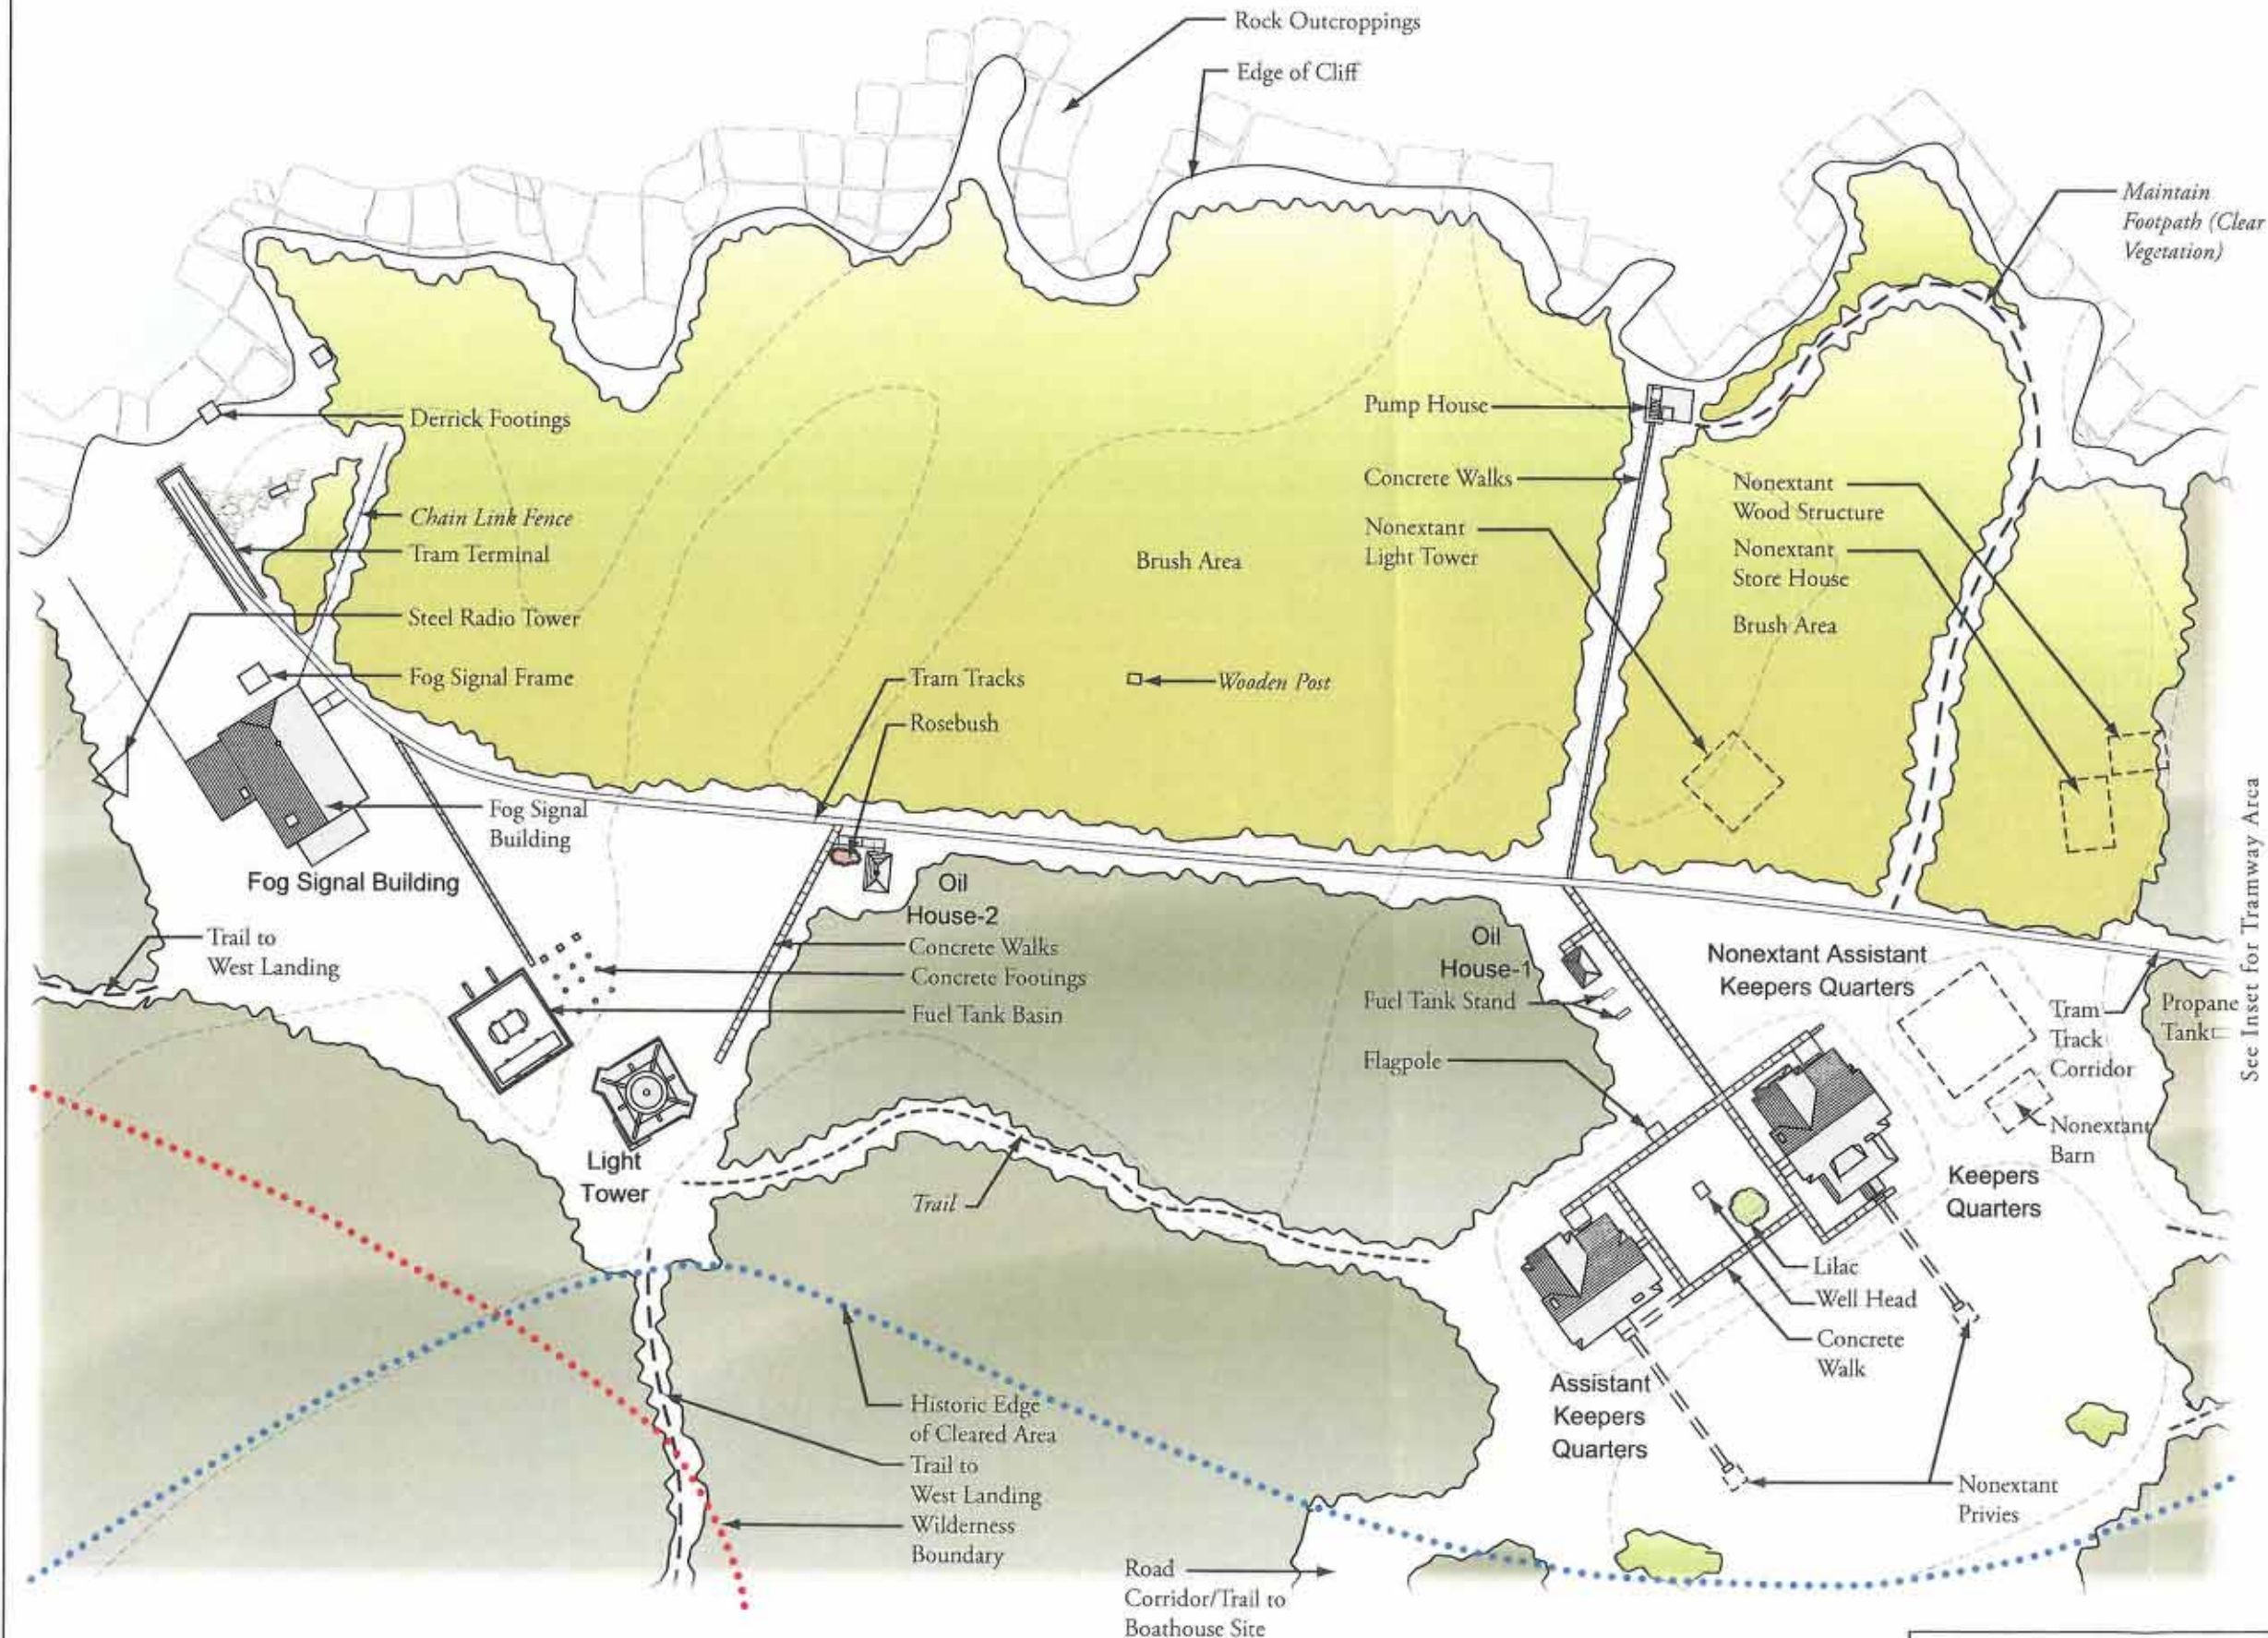 Rock Outcroppings
Edge of Cliff
Maintain
Footpath (Clear
Vegetation)
Derrick Footings
Pump House
Concrete Walks
Nonextant
Light Tower
Nonextant
Wood Structure
Nonextant
Store House
Brush Area
Chain Link Fence
Tram Terminal
Brush Area
Steel Radio Tower
Fog Signal Frame
Tram Tracks
Wooden Post
Rosebush
Fog Signal
Building
Fog Signal Building
Oil
House-2
Trail to
West Landing
Concrete Walks
Concrete Footings
Fuel Tank Basin
Oil
House-1
Fuel Tank Stand
Flagpole
Nonextant Assistant
Keepers Quarters
Tram
Track
Corridor
Propane
Tank
See Inset for Tramway Area
Nonextant
Barn
Light
Tower
Trail
Keepers
Quarters
Lilac
Well Head
Concrete
Walk
Assistant
Keepers
Quarters
Historic Edge
of Cleared Area
Trail to
West Landing
Wilderness
Boundary
Nonextant
Privies
Road
Corridor/Trail to
Boathouse Site